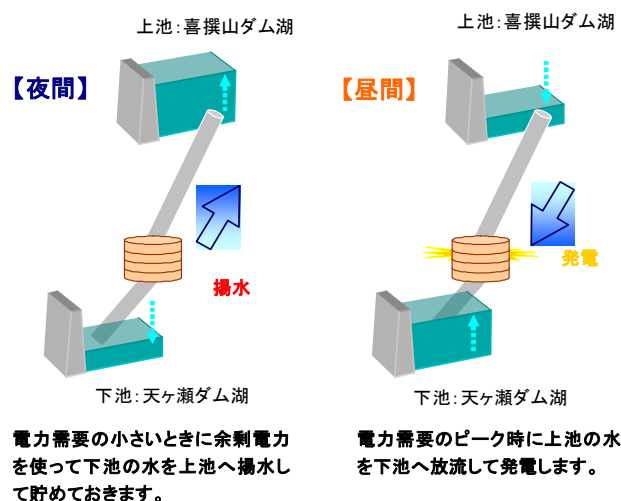 上池：喜撰山ダム湖
【夜間】
揚水
下池：天ヶ瀬ダム湖
電力需要の小さいときに余剰電力
を使って下池の水を上池へ揚水し
て貯めておきます。
上池：喜撰山ダム湖
【昼間】
発電
下池：天ヶ瀬ダム湖
電力需要のピーク時に上池の水
を下池へ放流して発電します。